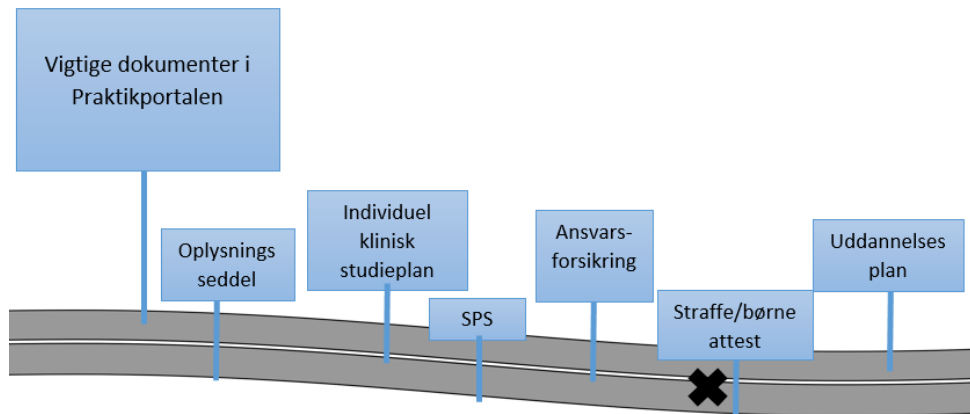 Vigtige dokumenter i
Praktikportalen
Oplysnings
seddel
Individuel
klinisk
studieplan
SPS
Ansvars-
forsikring
Straffe/børne
attest
Uddannelses
plan